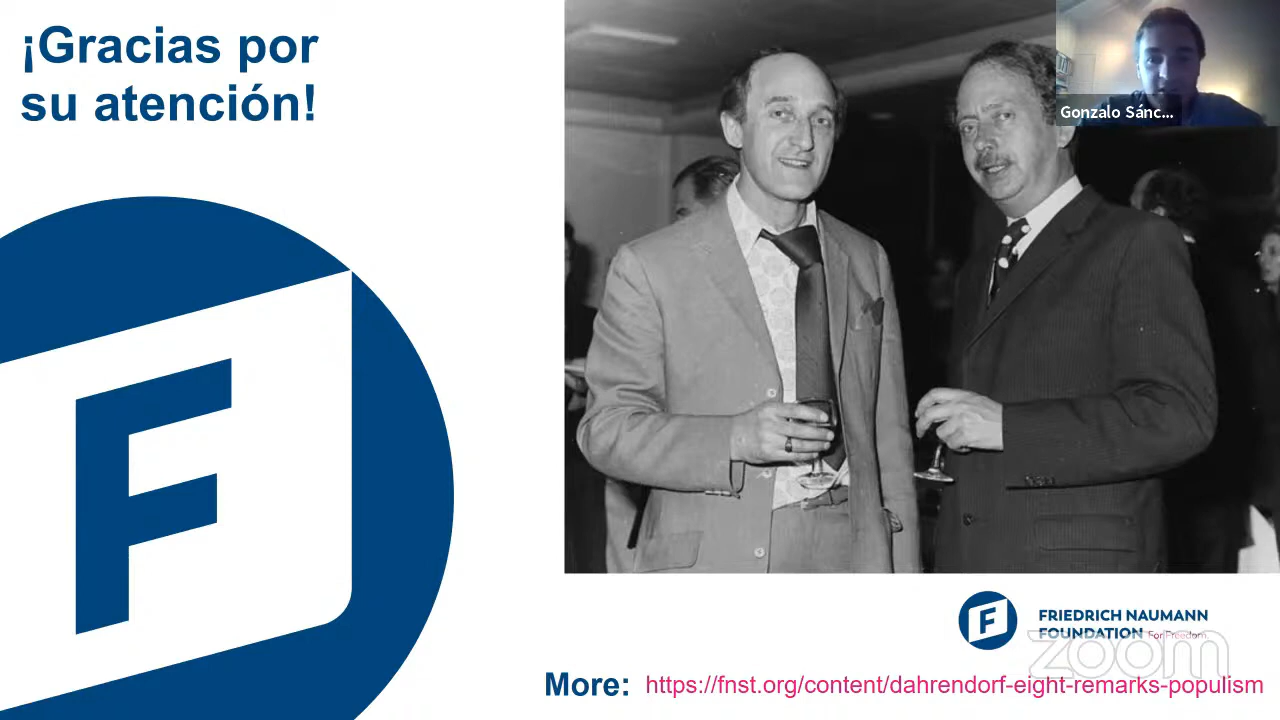 ¡Gracias por
su atención!
Gonzalo Sánc...
F
F
FRIEDRICH NAUMANN
FOUNDATION For Freedom.
zoom
More: https://fnst.org/content/dahrendorf-eight-remarks-populism